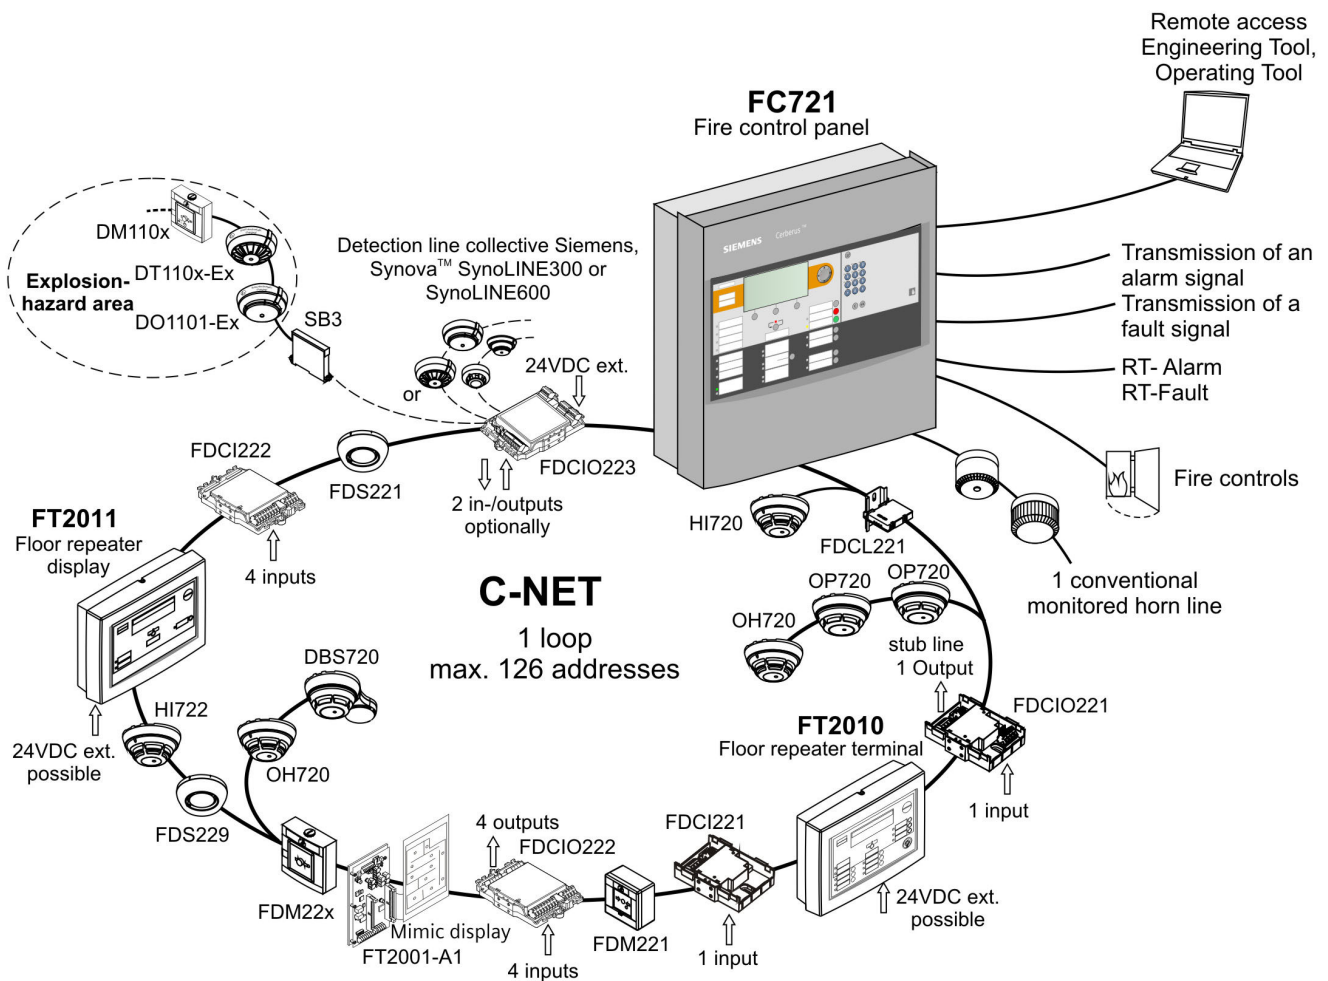 Remote access
Engineering Tool,
Operating Tool
FC721
Fire control panel
SIEMENS Cerberus™
DM110x
DT110x-Ex
Explosion-
hazard area
DO1101-Ex
SB3
Detection line collective Siemens,
Synova™ SynoLINE300 or
SynoLINE600
or
24VDC ext.
Transmission of an
alarm signal
Transmission of a
fault signal
RT- Alarm
RT-Fault
FDCI222
FDS221
FDCIO223
2 in-/outputs
optionally
4 inputs
FT2011
Floor repeater
display
HI720
FDCL221
Fire controls
1 conventional
monitored horn line
C-NET
1 loop
max. 126 addresses
OP720
OP720
OH720
stub line
1 Output
FDCIO221
1 input
DBS720
HI722
OH720
24VDC ext.
possible
FDS229
FT2010
Floor repeater terminal
24VDC ext.
possible
FDM22x
Mimic display
FT2001-A1
4 outputs
FDCIO222
4 inputs
FDM221
FDCI221
1 input